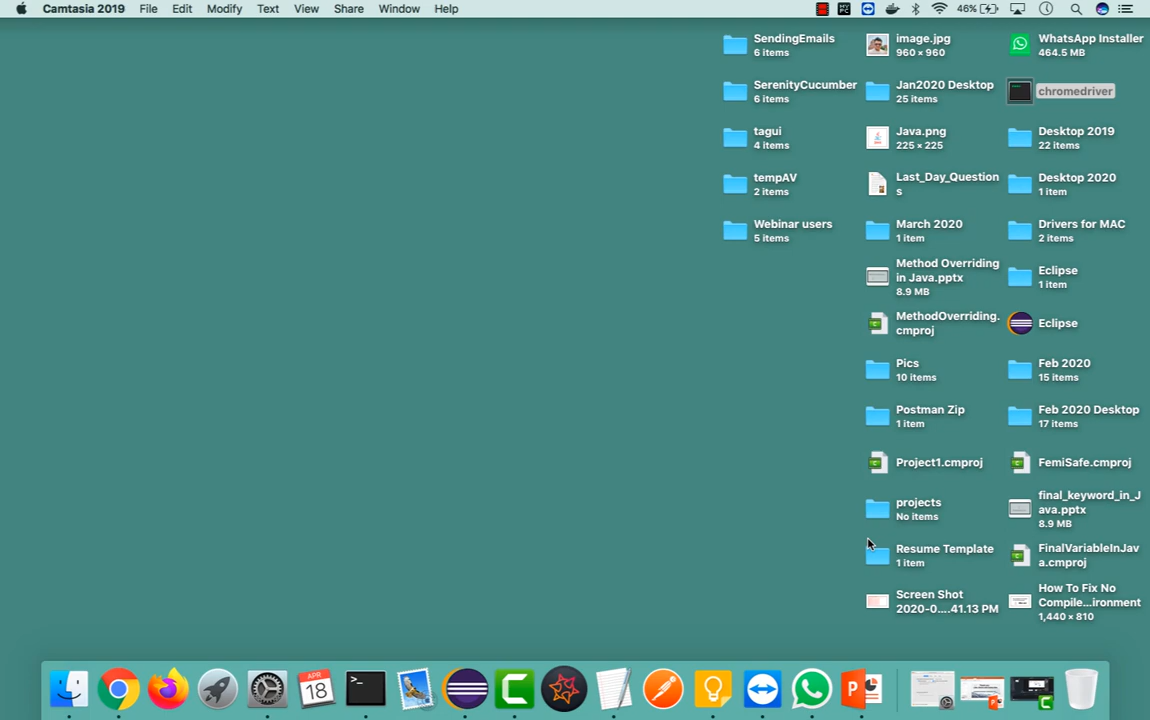 Camtasia 2019 File Edit Modify Text View Share Window Help
MY PC 46%
SendingEmails
6 items
SerenityCucumber
6 items
tagui
4 items
tempAV
2 items
Webinar users
5 items
image.jpg
960 × 960
Jan2020 Desktop
25 items
Java.png
225 × 225
Last_Day_Question
s
March 2020
1 item
Method Overriding
in Java.pptx
8.9 MB
MethodOverriding.
cmproj
Pics
10 items
Postman Zip
1 item
Project1.cmproj
projects
No items
Resume Template
1 item
Screen Shot
2020-0....41.13 PM
WhatsApp Installer
464.5 MB
chromedriver
Desktop 2019
22 items
Desktop 2020
1 item
Drivers for MAC
2 items
Eclipse
1 item
Eclipse
Feb 2020
15 items
Feb 2020 Desktop
17 items
FemiSafe.cmproj
final_keyword_in_J
ava.pptx
8.9 MB
FinalVariableInJav
a.cmproj
How To Fix No
Compile...ironment
1,440 × 810
APR
18
>_
C
P